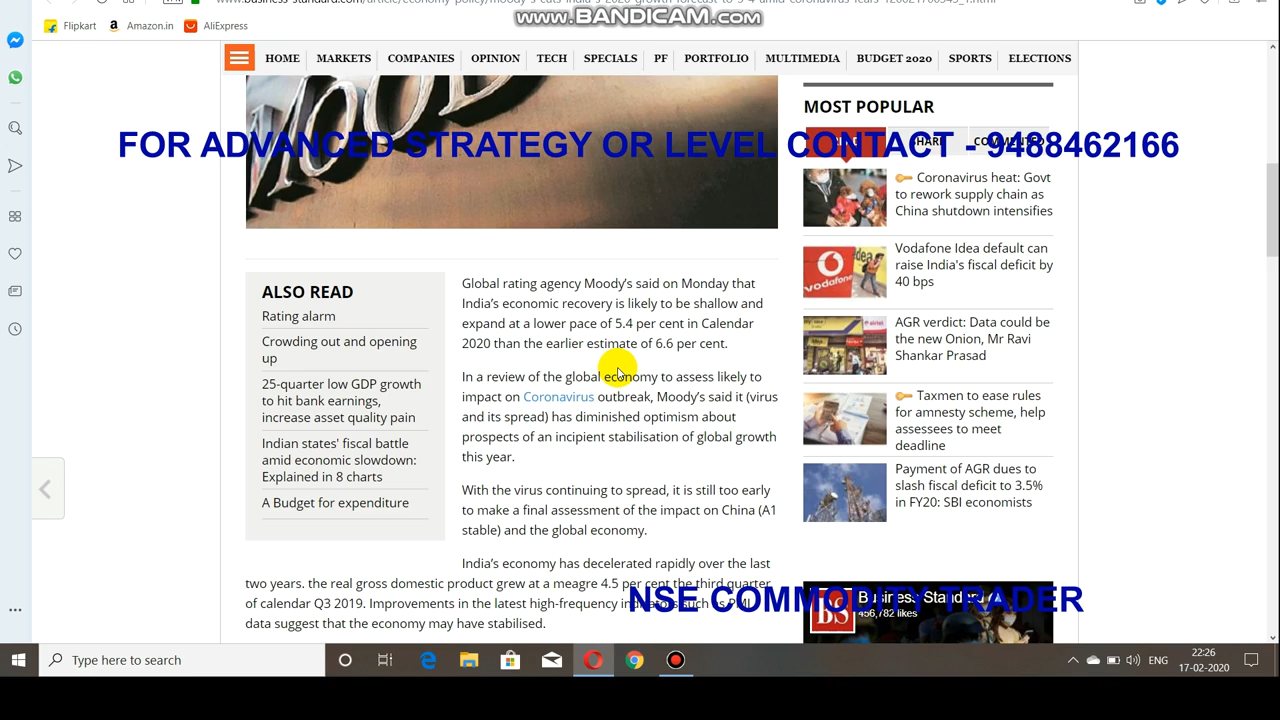 www.BANDICAM.com
Flipkart
Amazon.in
AliExpress
HOME
MARKETS
COMPANIES
OPINION
TECH
SPECIALS
PF
PORTFOLIO
MULTIMEDIA
BUDGET 2020
SPORTS
ELECTIONS
MOODY
FOR ADVANCED STRATEGY OR LEVEL CONTACT - 9488462166
MOST POPULAR
SHARE
COMMENTED
Coronavirus heat: Govt
to rework supply chain as
China shutdown intensifies
Vodafone Idea default can
raise India's fiscal deficit by
40 bps
AGR verdict: Data could be
the new Onion, Mr Ravi
Shankar Prasad
Taxmen to ease rules
for amnesty scheme, help
assessees to meet
deadline
Payment of AGR dues to
slash fiscal deficit to 3.5%
in FY20: SBI economists
ALSO READ
Rating alarm
Crowding out and opening
up
25-quarter low GDP growth
to hit bank earnings,
increase asset quality pain
Indian states' fiscal battle
amid economic slowdown:
Explained in 8 charts
A Budget for expenditure
Global rating agency Moody's said on Monday that
India's economic recovery is likely to be shallow and
expand at a lower pace of 5.4 per cent in Calendar
2020 than the earlier estimate of 6.6 per cent.
In a review of the global economy to assess likely to
impact on Coronavirus outbreak, Moody's said it (virus
and its spread) has diminished optimism about
prospects of an incipient stabilisation of global growth
this year.
With the virus continuing to spread, it is still too early
to make a final assessment of the impact on China (A1
stable) and the global economy.
India's economy has decelerated rapidly over the last
two years. the real gross domestic product grew at a meagre 4.5 per cent the third quarter
of calendar Q3 2019. Improvements in the latest high-frequency indicators such as PMI
data suggest that the economy may have stabilised.
NSE COMMODITY TRADER
Business Standard
456,782 likes
BS
Type here to search
ENG
22:26
17-02-2020